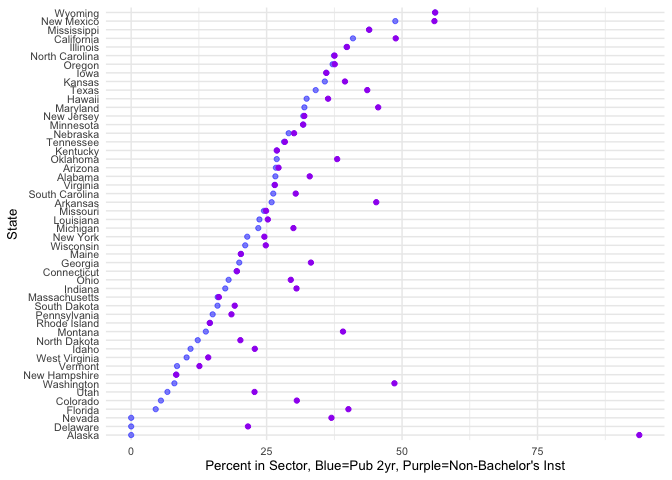 Wyoming
New Mexico
Mississippi
California
Illinois
North Carolina
Oregon
Iowa
Kansas
Texas
Hawaii
Maryland
New Jersey
Minnesota
Nebraska
Tennessee
Kentucky
Oklahoma
Arizona
Alabama
Virginia
South Carolina
Arkansas
Missouri
Louisiana
Michigan
New York
Wisconsin
Maine
Georgia
Connecticut
Ohio
Indiana
Massachusetts
South Dakota
Pennsylvania
Rhode Island
Montana
North Dakota
Idaho
West Virginia
Vermont
New Hampshire
Washington
Utah
Colorado
Florida
Nevada
Delaware
Alaska
State
0 25 50 75
Percent in Sector, Blue=Pub 2yr, Purple=Non-Bachelor's Inst